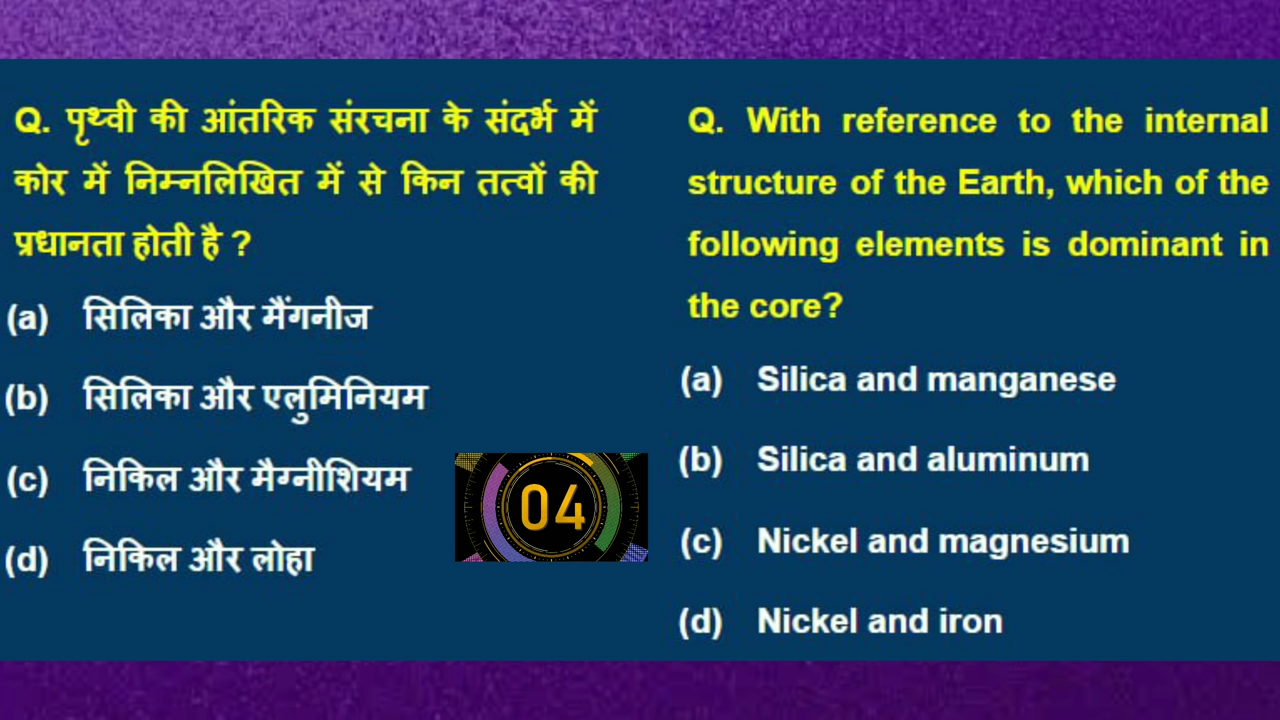 Q. पृथ्वी की आंतरिक संरचना के संदर्भ में
कोर में निम्नलिखित में से किन तत्वों की
प्रधानता होती है ?
(a) सिलिका और मैंगनीज
(b) सिलिका और एलुमिनियम
(c) निकिल और मैग्नीशियम
(d) निकिल और लोहा
04
Q. With reference to the internal
structure of the Earth, which of the
following elements is dominant in
the core?
(a) Silica and manganese
(b) Silica and aluminum
(c) Nickel and magnesium
(d) Nickel and iron